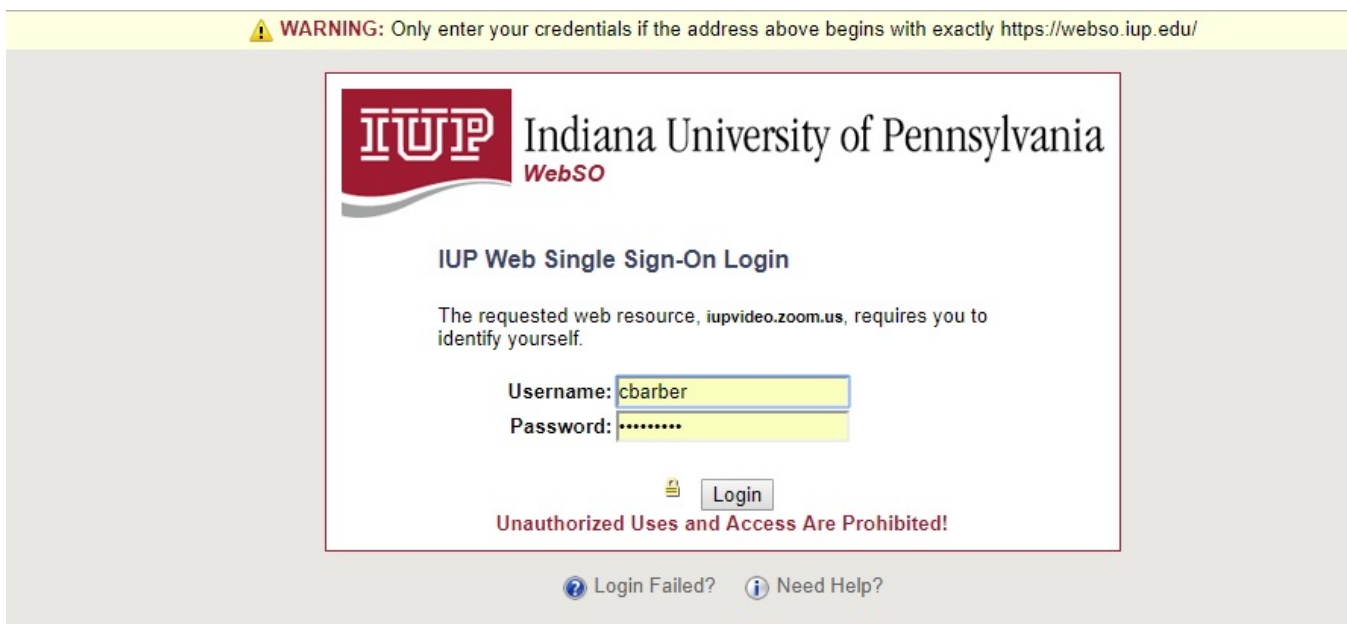 WARNING: Only enter your credentials if the address above begins with exactly https://webso.iup.edu/
IUP Indiana University of Pennsylvania
WebSO
IUP Web Single Sign-On Login
The requested web resource, iupvideo.zoom.us, requires you to
identify yourself.
Username: cbarber
Password: •••••••••
Login
Unauthorized Uses and Access Are Prohibited!
Login Failed? Need Help?